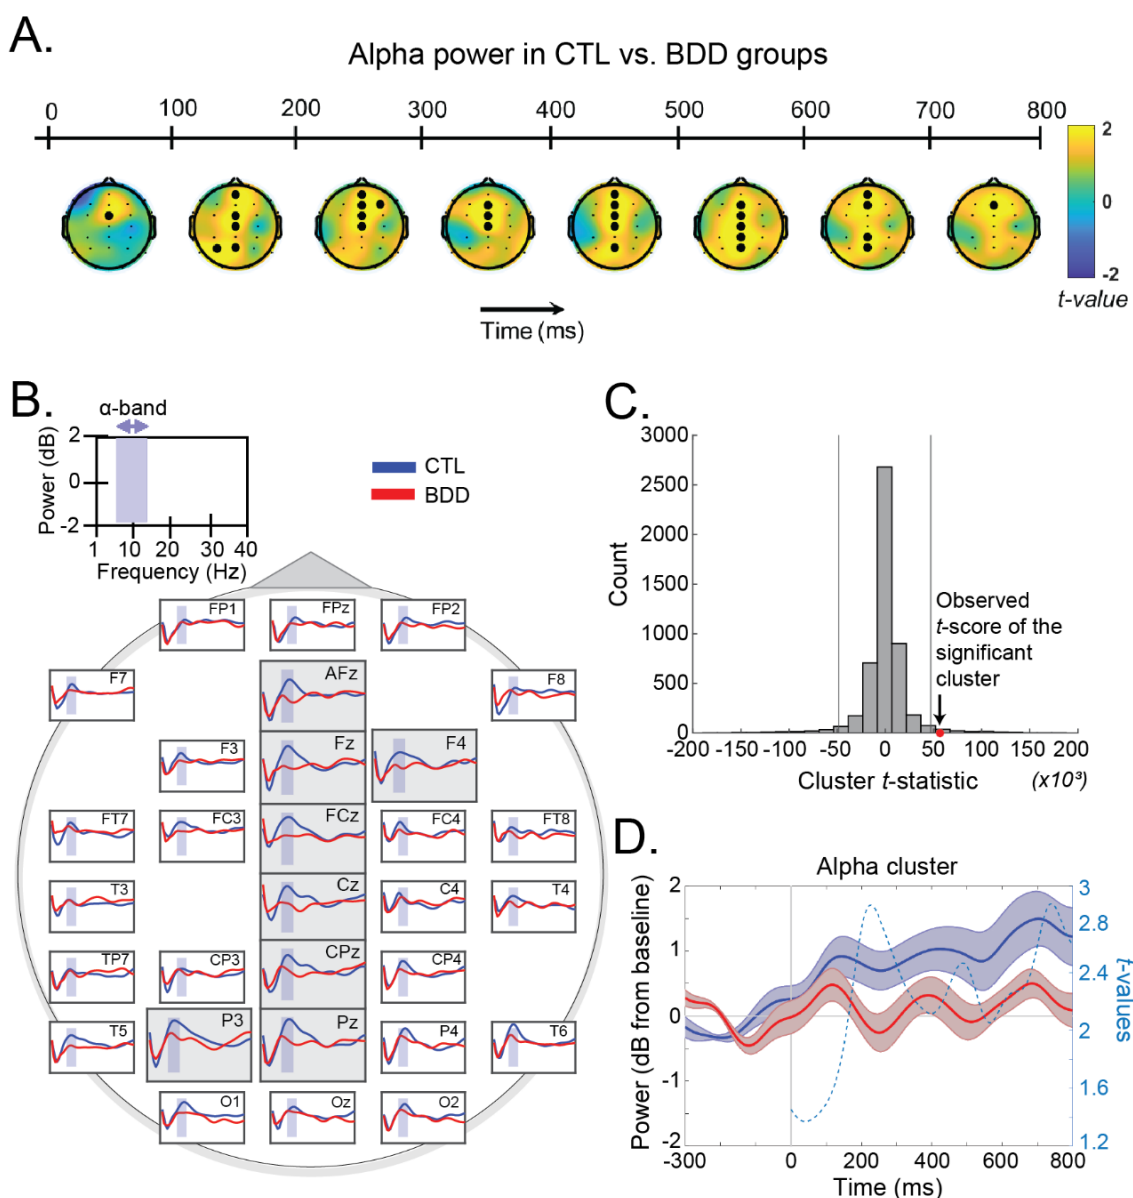 A.
Alpha power in CTL vs. BDD groups
0 100 200 300 400 500 600 700 800
2
0
-2
t-value
Time (ms)
B.
α-band
Power (dB)
2
0
-2
1 10 20 30 40
Frequency (Hz)
CTL
BDD
FP1 FPz FP2
F7 AFz F8
F3 Fz F4
FT7 FC3 FCz FC4 FT8
T3 Cz C4 T4
TP7 CP3 CPz CP4
T5 P3 Pz P4 T6
O1 Oz O2
C.
Count
3000
2500
2000
1500
1000
500
0
-200 -150 -100 -50 0 50 100 150 200
Cluster t-statistic (x10³)
Observed
t-score of the
significant
cluster
D.
Alpha cluster
Power (dB from baseline)
2
1
0
-1
-2
-300 0 200 400 600 800
Time (ms)
3
2.8
2.4
2
1.6
1.2
t-values